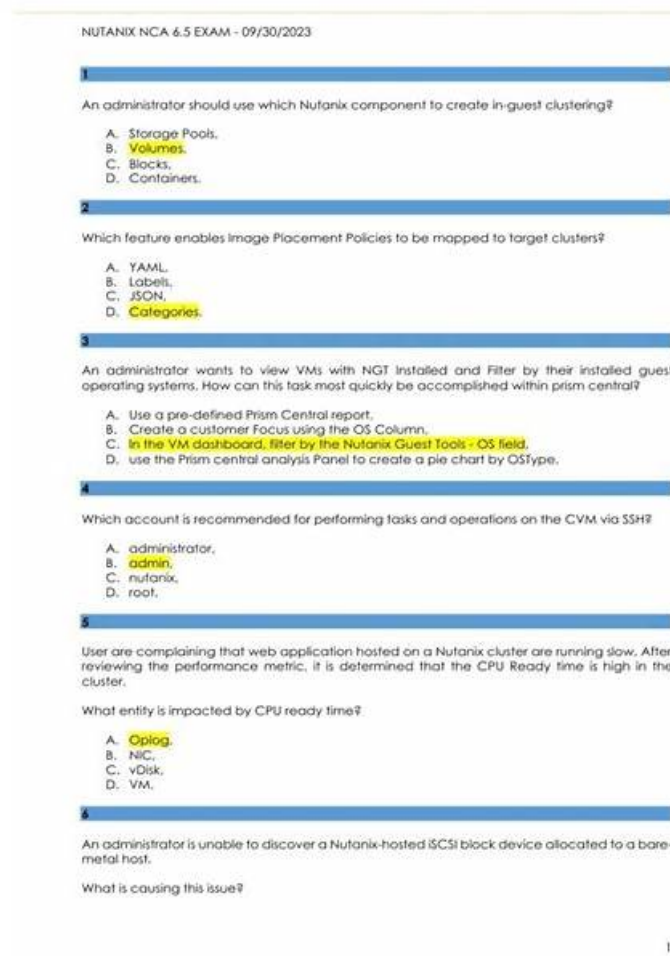 NUTANIX NCA 6.5 EXAM - 09/30/2023
1
An administrator should use which Nutanix component to create in-guest clustering?
A. Storage Pools.
B. Volumes.
C. Blocks.
D. Containers.
2
Which feature enables Image Placement Policies to be mapped to target clusters?
A. YAML.
B. Labels.
C. JSON.
D. Categories.
3
An administrator wants to view VMs with NGT Installed and Filter by their installed gues
operating systems. How can this task most quickly be accomplished within prism central?
A. Use a pre-defined Prism Central report.
B. Create a customer Focus using the OS Column.
C. In the VM dashboard, filter by the Nutanix Guest Tools - OS field.
D. use the Prism central analysis Panel to create a pie chart by OSType.
4
Which account is recommended for performing tasks and operations on the CVM via SSH?
A. administrator.
B. admin.
C. nutanix.
D. root.
5
User are complaining that web application hosted on a Nutanix cluster are running slow. After
reviewing the performance metric, it is determined that the CPU Ready time is high in the
cluster.
What entity is impacted by CPU ready time?
A. Oplog.
B. NIC.
C. vDisk.
D. VM.
6
An administrator is unable to discover a Nutanix-hosted iSCSI block device allocated to a bare-
metal host.
What is causing this issue?
1